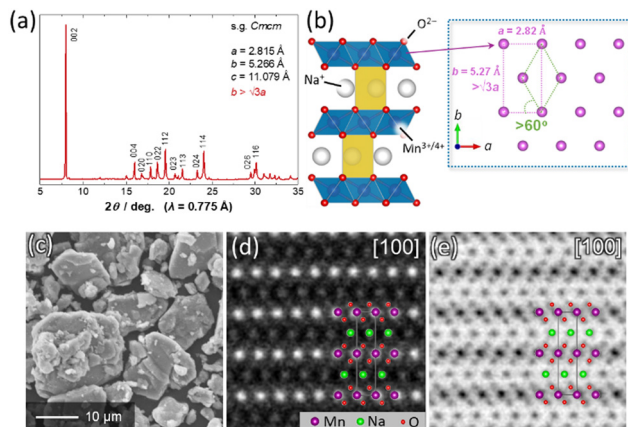 (a)
s.g. Cmcm
a = 2.815 Å
b = 5.266 Å
c = 11.079 Å
b > √3a
002
004
020
110
022
112
023
113
024
114
026
116
5 10 15 20 25 30 35
2θ / deg. (λ = 0.775 Å)
(b)
O²⁻
Na⁺
Mn³⁺/⁴⁺
a = 2.82 Å
b = 5.27 Å
>√3a
>60°
b
a
(c)
10 µm
(d)
[100]
Mn Na O
(e)
[100]